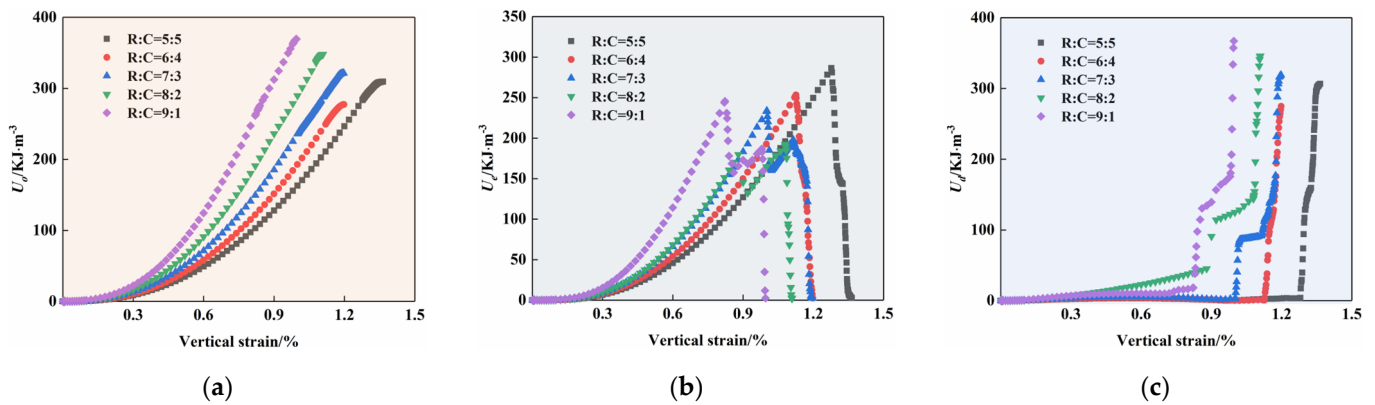 400
300
200
100
0
U₀/KJ·m⁻³
R:C=5:5
R:C=6:4
R:C=7:3
R:C=8:2
R:C=9:1
0.3 0.6 0.9 1.2 1.5
Vertical strain/%
(a)
350
300
250
200
150
100
50
0
Uₑ/KJ·m⁻³
R:C=5:5
R:C=6:4
R:C=7:3
R:C=8:2
R:C=9:1
0.3 0.6 0.9 1.2 1.5
Vertical strain/%
(b)
400
300
200
100
0
U_d/KJ·m⁻³
R:C=5:5
R:C=6:4
R:C=7:3
R:C=8:2
R:C=9:1
0.3 0.6 0.9 1.2 1.5
Vertical strain/%
(c)